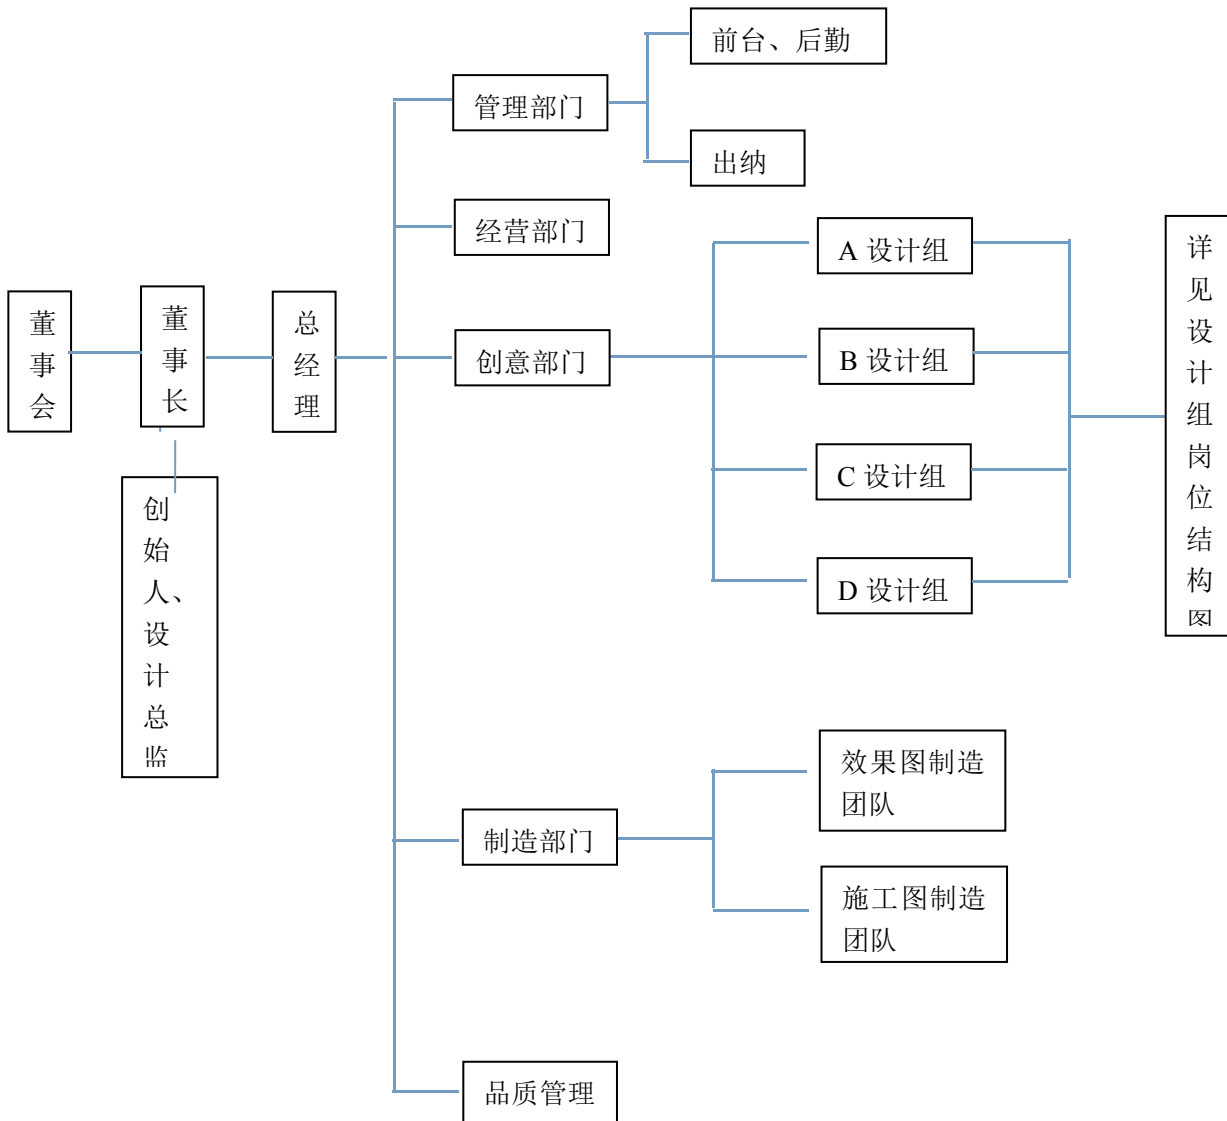 前台、后勤
管理部门
出纳
经营部门
A 设计组
详见设计组岗位结构图
董事会
董事长
总经理
创意部门
B 设计组
C 设计组
创始人、设计总监
D 设计组
效果图制造
团队
制造部门
施工图制造
团队
品质管理